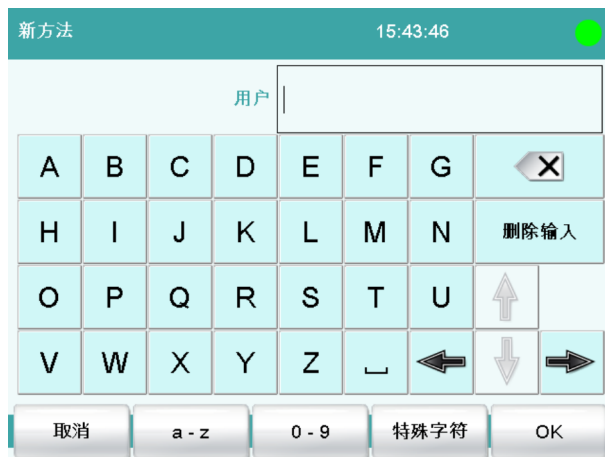 新方法 15:43:46
用户
A B C D E F G
H I J K L M N 删除输入
O P Q R S T U
V W X Y Z
取消 a - z 0 - 9 特殊字符 OK